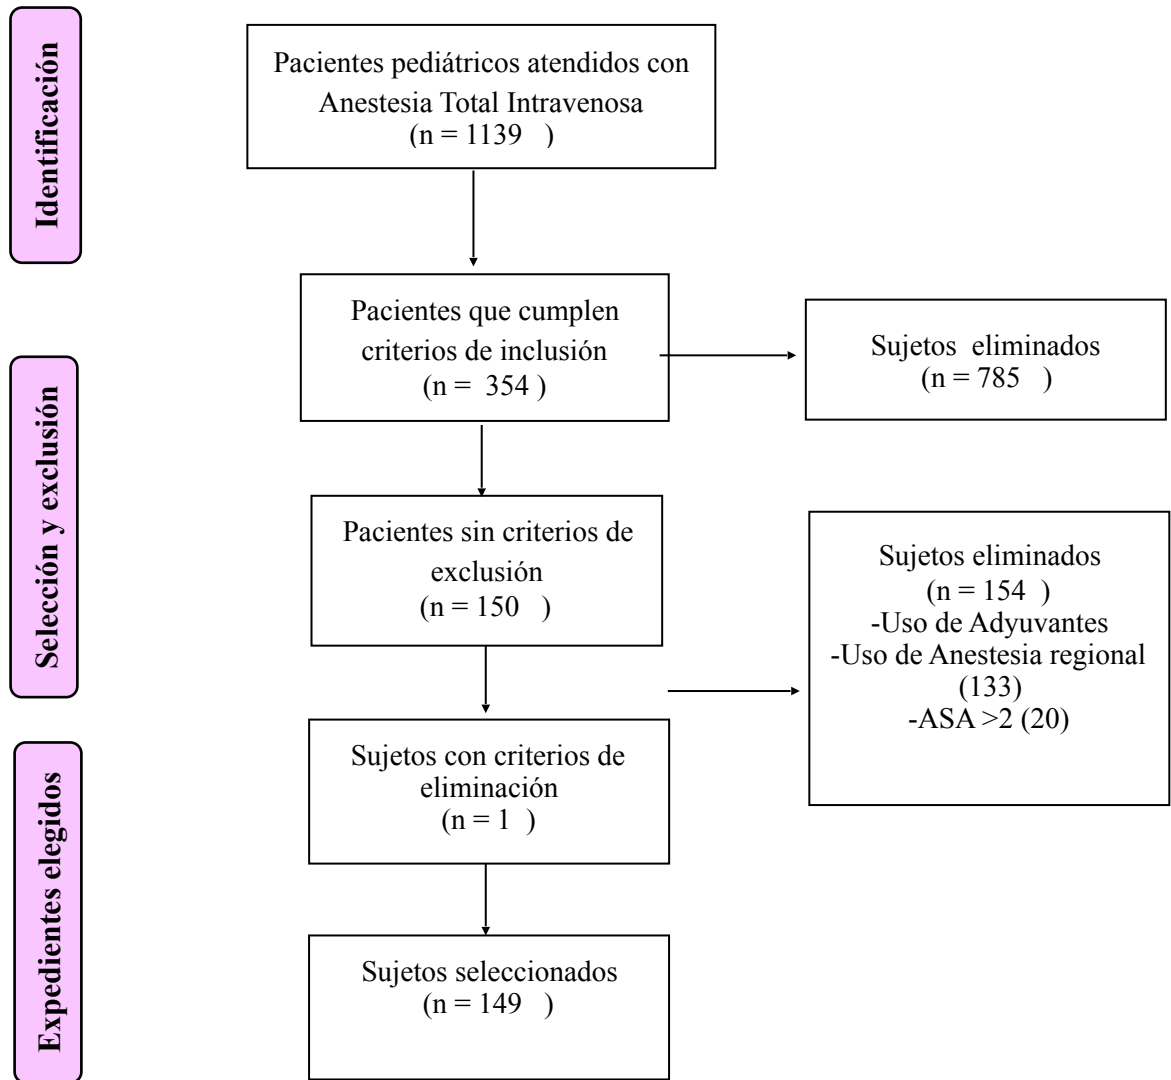 Identificación
Pacientes pediátricos atendidos con
Anestesia Total Intravenosa
(n = 1139   )
Pacientes que cumplen
criterios de inclusión
(n =  354 )
Sujetos  eliminados
(n = 785   )
Selección y exclusión
Pacientes sin criterios de
exclusión
(n = 150   )
Sujetos eliminados
(n = 154  )
-Uso de Adyuvantes
-Uso de Anestesia regional
(133)
-ASA >2 (20)
Expedientes elegidos
Sujetos con criterios de
eliminación
(n = 1  )
Sujetos seleccionados
(n = 149   )